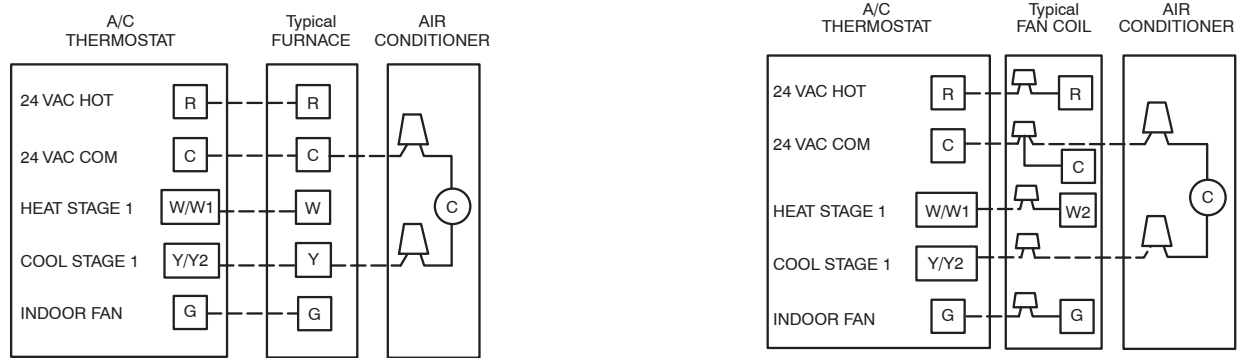 A/C
THERMOSTAT
Typical
FURNACE
AIR
CONDITIONER
24 VAC HOT
R
R
24 VAC COM
C
C
C
HEAT STAGE 1
W/W1
W
COOL STAGE 1
Y/Y2
Y
INDOOR FAN
G
G
A/C
THERMOSTAT
Typical
FAN COIL
AIR
CONDITIONER
24 VAC HOT
R
R
24 VAC COM
C
C
C
HEAT STAGE 1
W/W1
W2
COOL STAGE 1
Y/Y2
INDOOR FAN
G
G